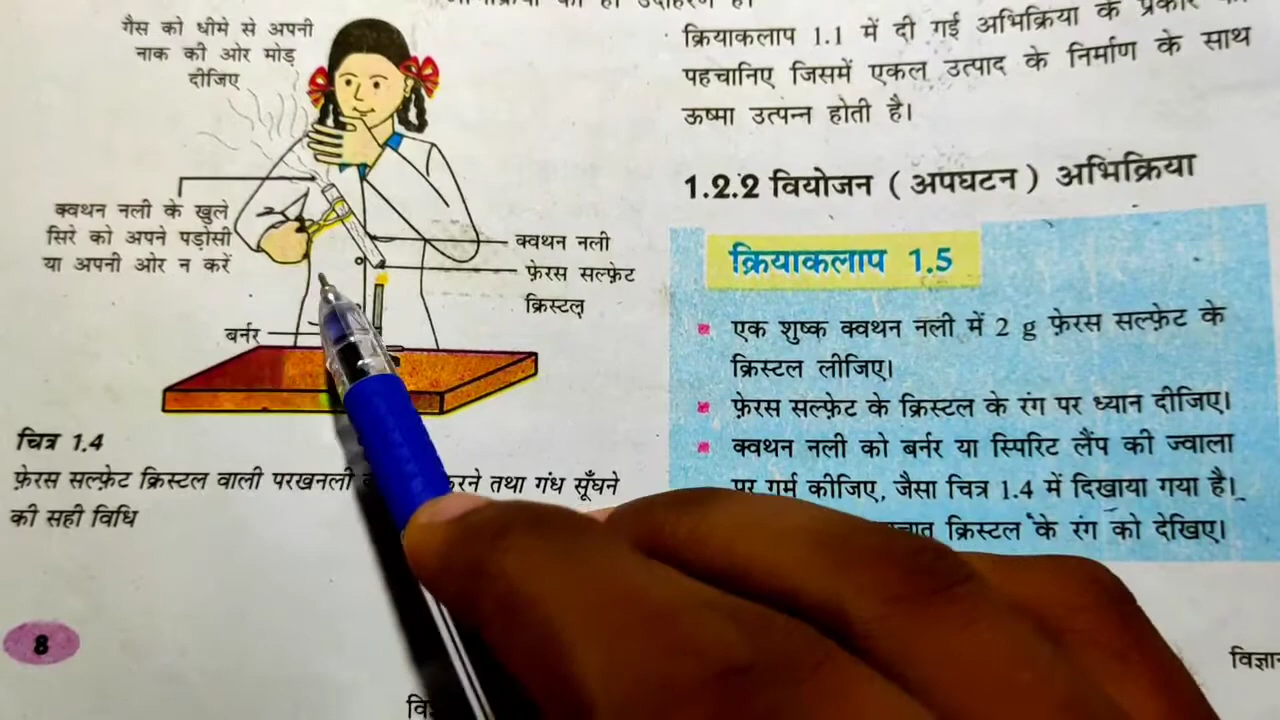 उदाहरण है।
गैस को धीमे से अपनी
नाक की ओर मोड़
दीजिए
क्वथन नली के खुले
सिरे को अपने पड़ोसी
या अपनी ओर न करें
क्वथन नली
फ़ेरस सल्फ़ेट
क्रिस्टल
बर्नर
चित्र 1.4
फ़ेरस सल्फ़ेट क्रिस्टल वाली परखनली करने तथा गंध सूँघने
की सही विधि
8
क्रियाकलाप 1.1 में दी गई अभिक्रिया के प्रकार
पहचानिए जिसमें एकल उत्पाद के निर्माण के साथ
ऊष्मा उत्पन्न होती है।
1.2.2 वियोजन (अपघटन) अभिक्रिया
क्रियाकलाप 1.5
एक शुष्क क्वथन नली में 2 g फ़ेरस सल्फ़ेट के
क्रिस्टल लीजिए।
फ़ेरस सल्फ़ेट के क्रिस्टल के रंग पर ध्यान दीजिए।
क्वथन नली को बर्नर या स्पिरिट लैंप की ज्वाला
पर गर्म कीजिए, जैसा चित्र 1.4 में दिखाया गया है।
क्रिस्टल के रंग को देखिए।